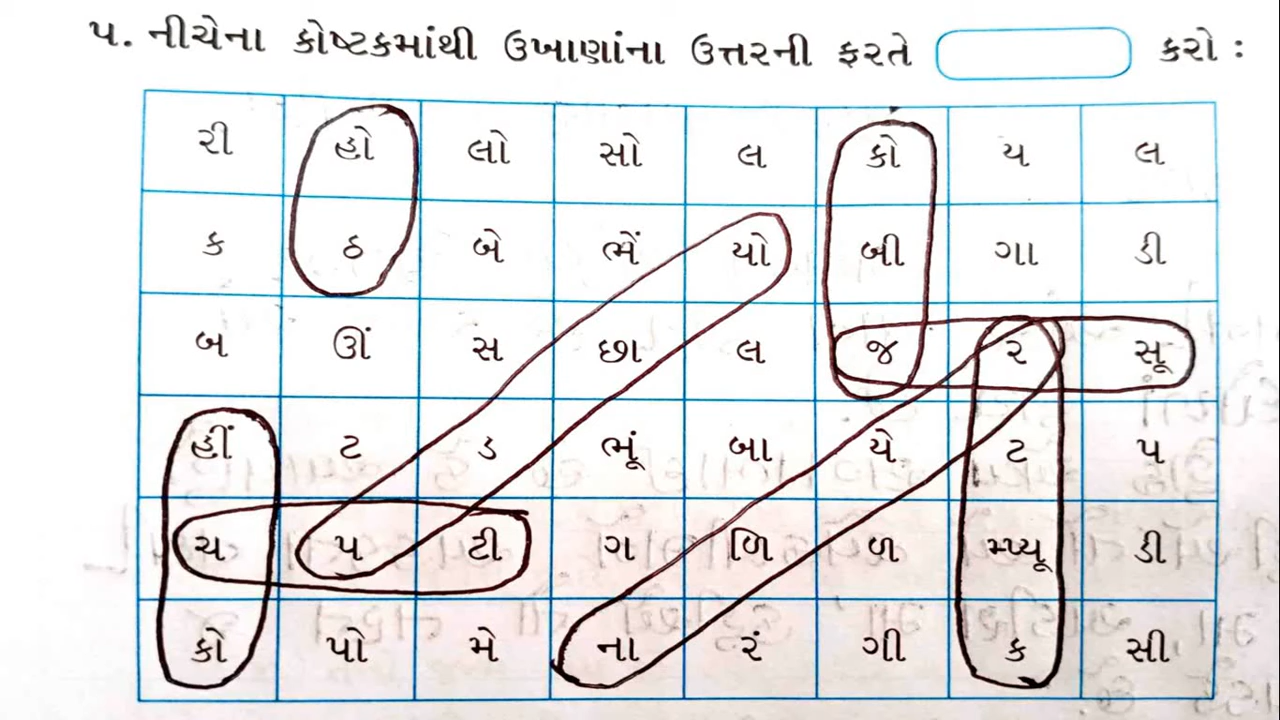 ૫. નીચેના કોષ્ટકમાંથી ઉખાણાંના ઉત્તરની ફરતે કરો :
રી હો લો સો લ કો ય લ
ક ઠ બે ભેં યો બી ગા ડી
બ ઊં સ છા લ જ ર સૂ
હીં ટ ડ ભૂં બા યે ટ પ
ચ પ ટી ગ ળિ ળ મ્પ્યૂ ડી
કો પો મે ના રં ગી ક સી